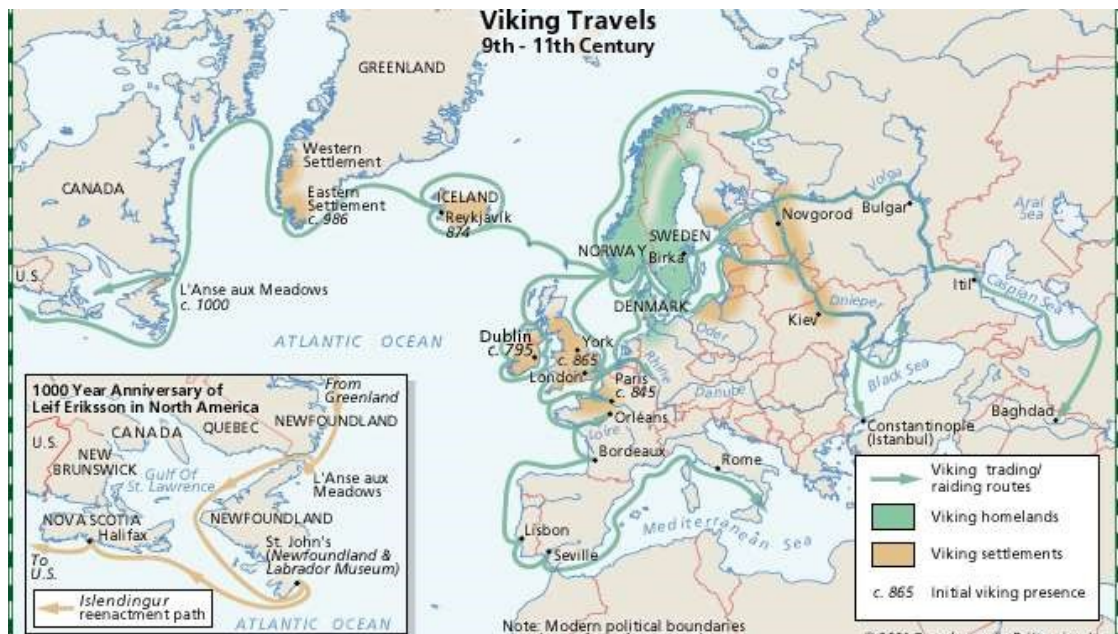 Viking Travels
9th - 11th Century
GREENLAND
CANADA
Western
Settlement
Eastern
Settlement
c. 986
ICELAND
Reykjavik
874
U.S.
L'Anse aux Meadows
c. 1000
ATLANTIC OCEAN
NORWAY
SWEDEN
Birka
DENMARK
Novgorod
Volga
Bulgar
Aral
Sea
Itil
Caspian Sea
Dnieper
Kiev
Oder
Dublin
c. 795
York
c. 865
London
Rhine
Paris
c. 845
Orléans
Loire
Danube
Black Sea
Bordeaux
Rome
Constantinople
(Istanbul)
Baghdad
Lisbon
Seville
Mediterranean Sea
Viking trading/
raiding routes
Viking homelands
Viking settlements
c. 865 Initial viking presence
Note: Modern political boundaries
1000 Year Anniversary of
Leif Eriksson in North America
From
Greenland
CANADA
QUEBEC
NEWFOUNDLAND
U.S.
NEW
BRUNSWICK
Gulf Of
St. Lawrence
L'Anse aux
Meadows
NEWFOUNDLAND
NOVA SCOTIA
Halifax
St. John's
(Newfoundland &
Labrador Museum)
To
U.S.
Islendingur
reenactment path
ATLANTIC OCEAN